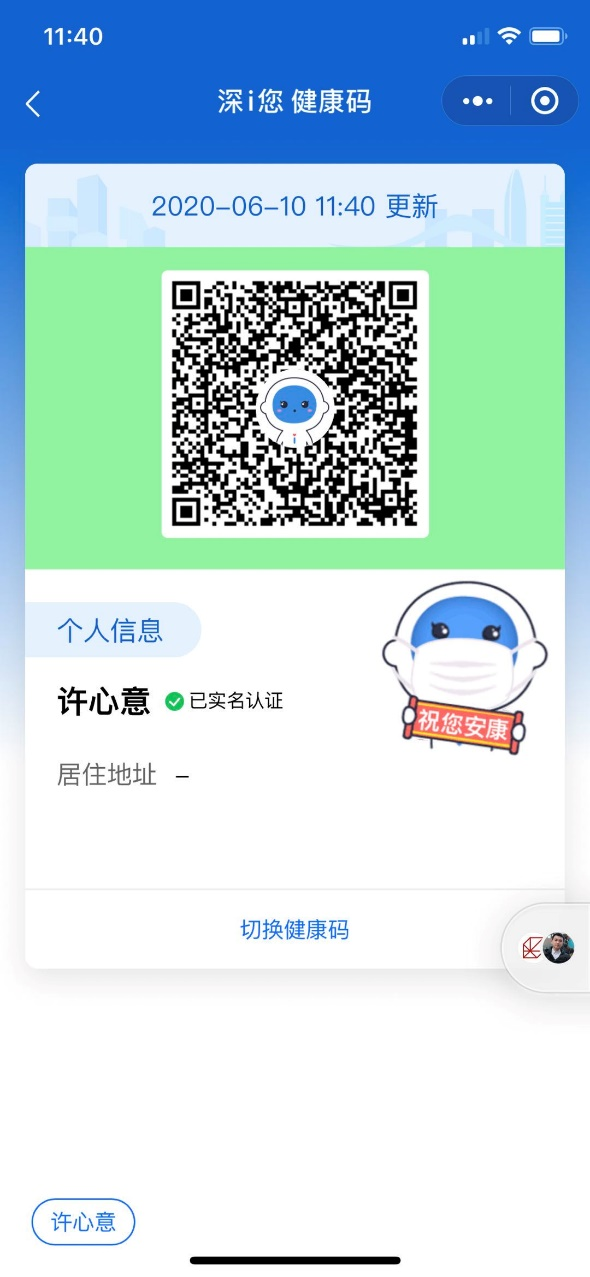 11:40
深i您 健康码
2020-06-10 11:40 更新
个人信息
许心意 已实名认证
祝您安康
居住地址 –
切换健康码
许心意